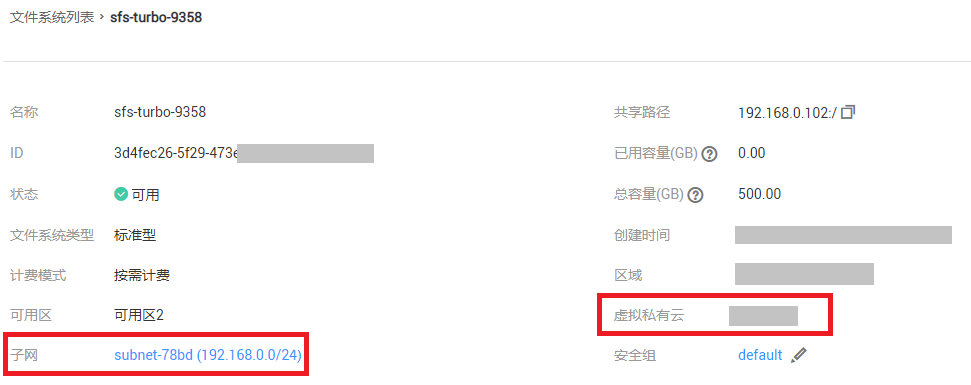 文件系统列表 › sfs-turbo-9358
名称 sfs-turbo-9358 共享路径 192.168.0.102:/
ID 3d4fec26-5f29-473e 已用容量(GB) ? 0.00
状态 可用 总容量(GB) ? 500.00
文件系统类型 标准型 创建时间
计费模式 按需计费 区域
可用区 可用区2 虚拟私有云
子网 subnet-78bd (192.168.0.0/24) 安全组 default